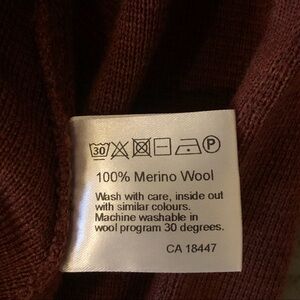 30 P
100% Merino Wool
Wash with care, inside out
with similar colours.
Machine washable in
wool program 30 degrees.
CA 18447